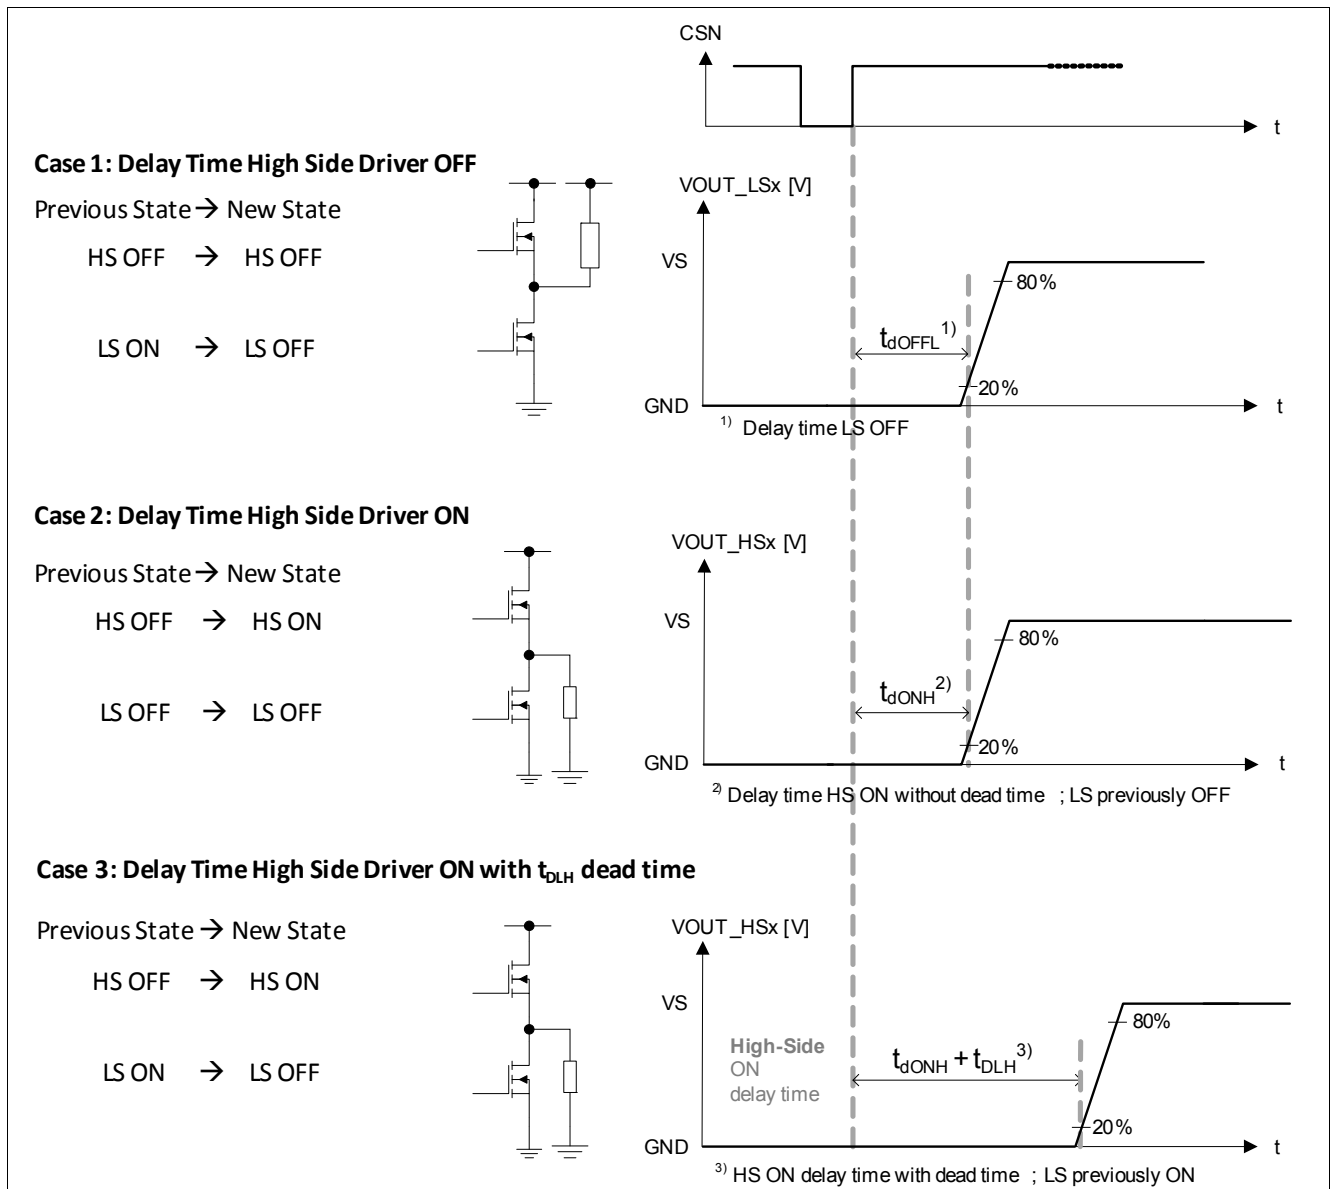 CSN
t
Case 1: Delay Time High Side Driver OFF
Previous State → New State
HS OFF → HS OFF
LS ON → LS OFF
VOUT_LSx [V]
VS
80%
tdOFFL 1)
20%
GND
t
1) Delay time LS OFF
Case 2: Delay Time High Side Driver ON
Previous State → New State
HS OFF → HS ON
LS OFF → LS OFF
VOUT_HSx [V]
VS
80%
tdONH 2)
20%
GND
t
2) Delay time HS ON without dead time ; LS previously OFF
Case 3: Delay Time High Side Driver ON with tDLH dead time
Previous State → New State
HS OFF → HS ON
LS ON → LS OFF
VOUT_HSx [V]
VS
80%
High-Side
ON
delay time
tdONH + tDLH 3)
20%
GND
t
3) HS ON delay time with dead time ; LS previously ON